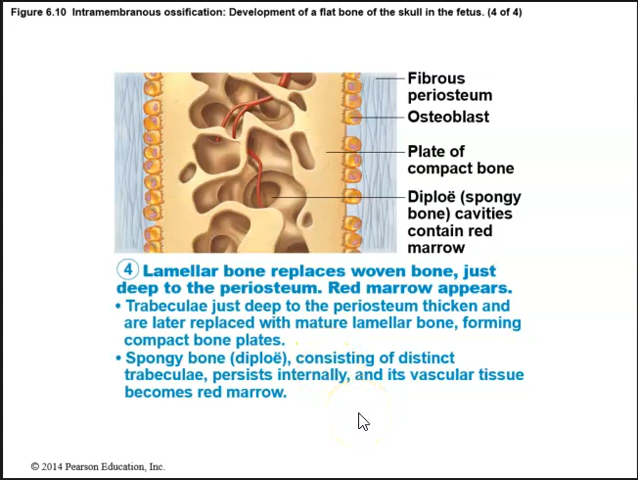 Figure 6.10 Intramembranous ossification: Development of a flat bone of the skull in the fetus. (4 of 4)
Fibrous
periosteum
Osteoblast
Plate of
compact bone
Diploë (spongy
bone) cavities
contain red
marrow
4 Lamellar bone replaces woven bone, just
deep to the periosteum. Red marrow appears.
• Trabeculae just deep to the periosteum thicken and
are later replaced with mature lamellar bone, forming
compact bone plates.
• Spongy bone (diploë), consisting of distinct
trabeculae, persists internally, and its vascular tissue
becomes red marrow.
© 2014 Pearson Education, Inc.